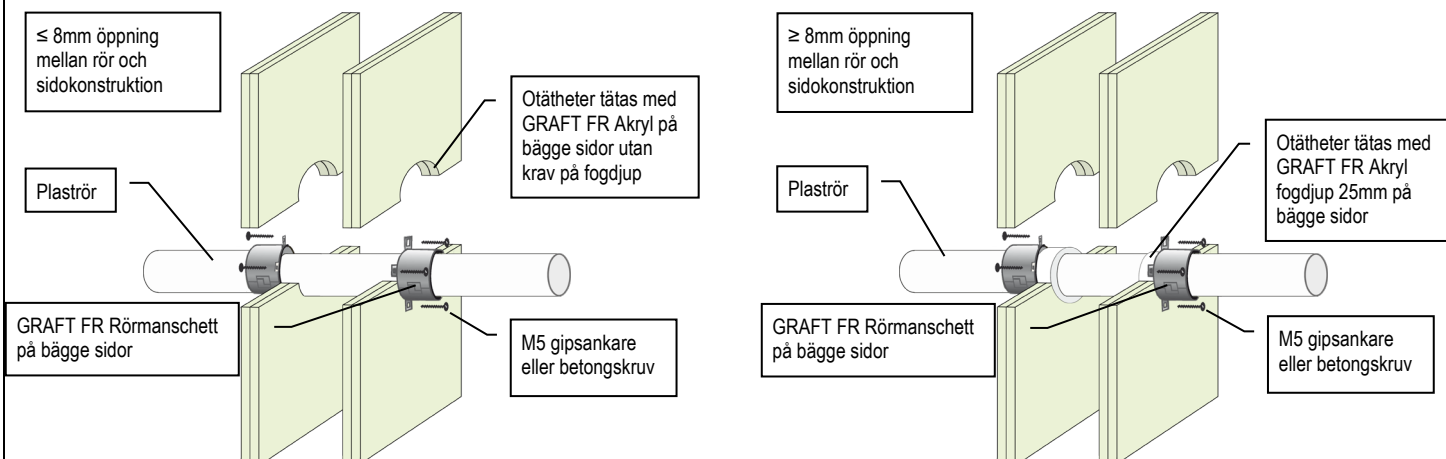 ≤ 8mm öppning
mellan rör och
sidokonstruktion
Otätheter tätas med
GRAFT FR Akryl på
bägge sidor utan
krav på fogdjup
Plaströr
GRAFT FR Rörmanschett
på bägge sidor
M5 gipsankare
eller betongskruv
≥ 8mm öppning
mellan rör och
sidokonstruktion
Otätheter tätas med
GRAFT FR Akryl
fogdjup 25mm på
bägge sidor
Plaströr
GRAFT FR Rörmanschett
på bägge sidor
M5 gipsankare
eller betongskruv